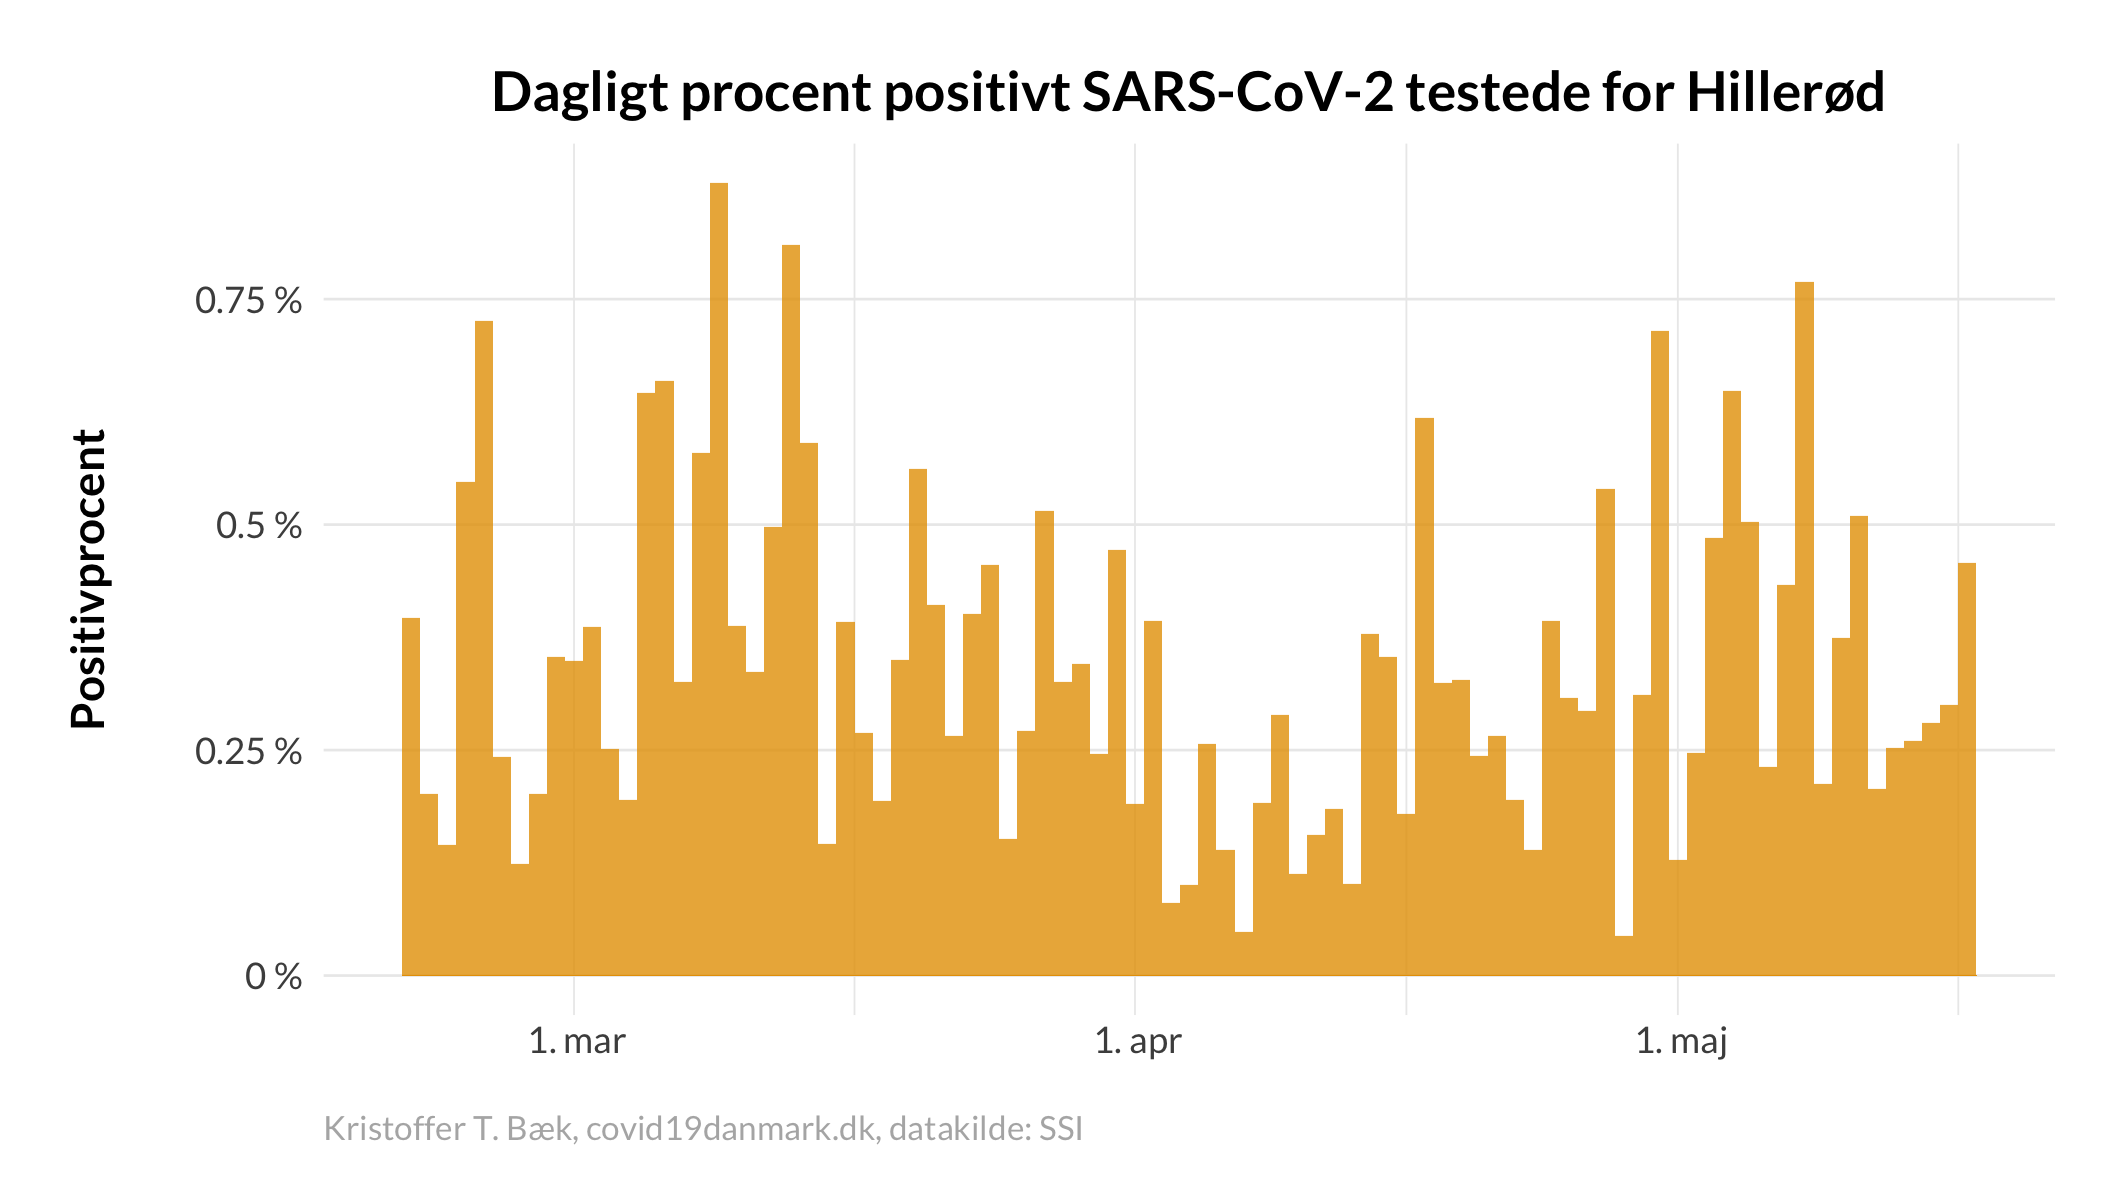 Dagligt procent positivt SARS-CoV-2 testede for Hillerød
Positivprocent
0.75 %
0.5 %
0.25 %
0 %
1. mar
1. apr
1. maj
Kristoffer T. Bæk, covid19danmark.dk, datakilde: SSI